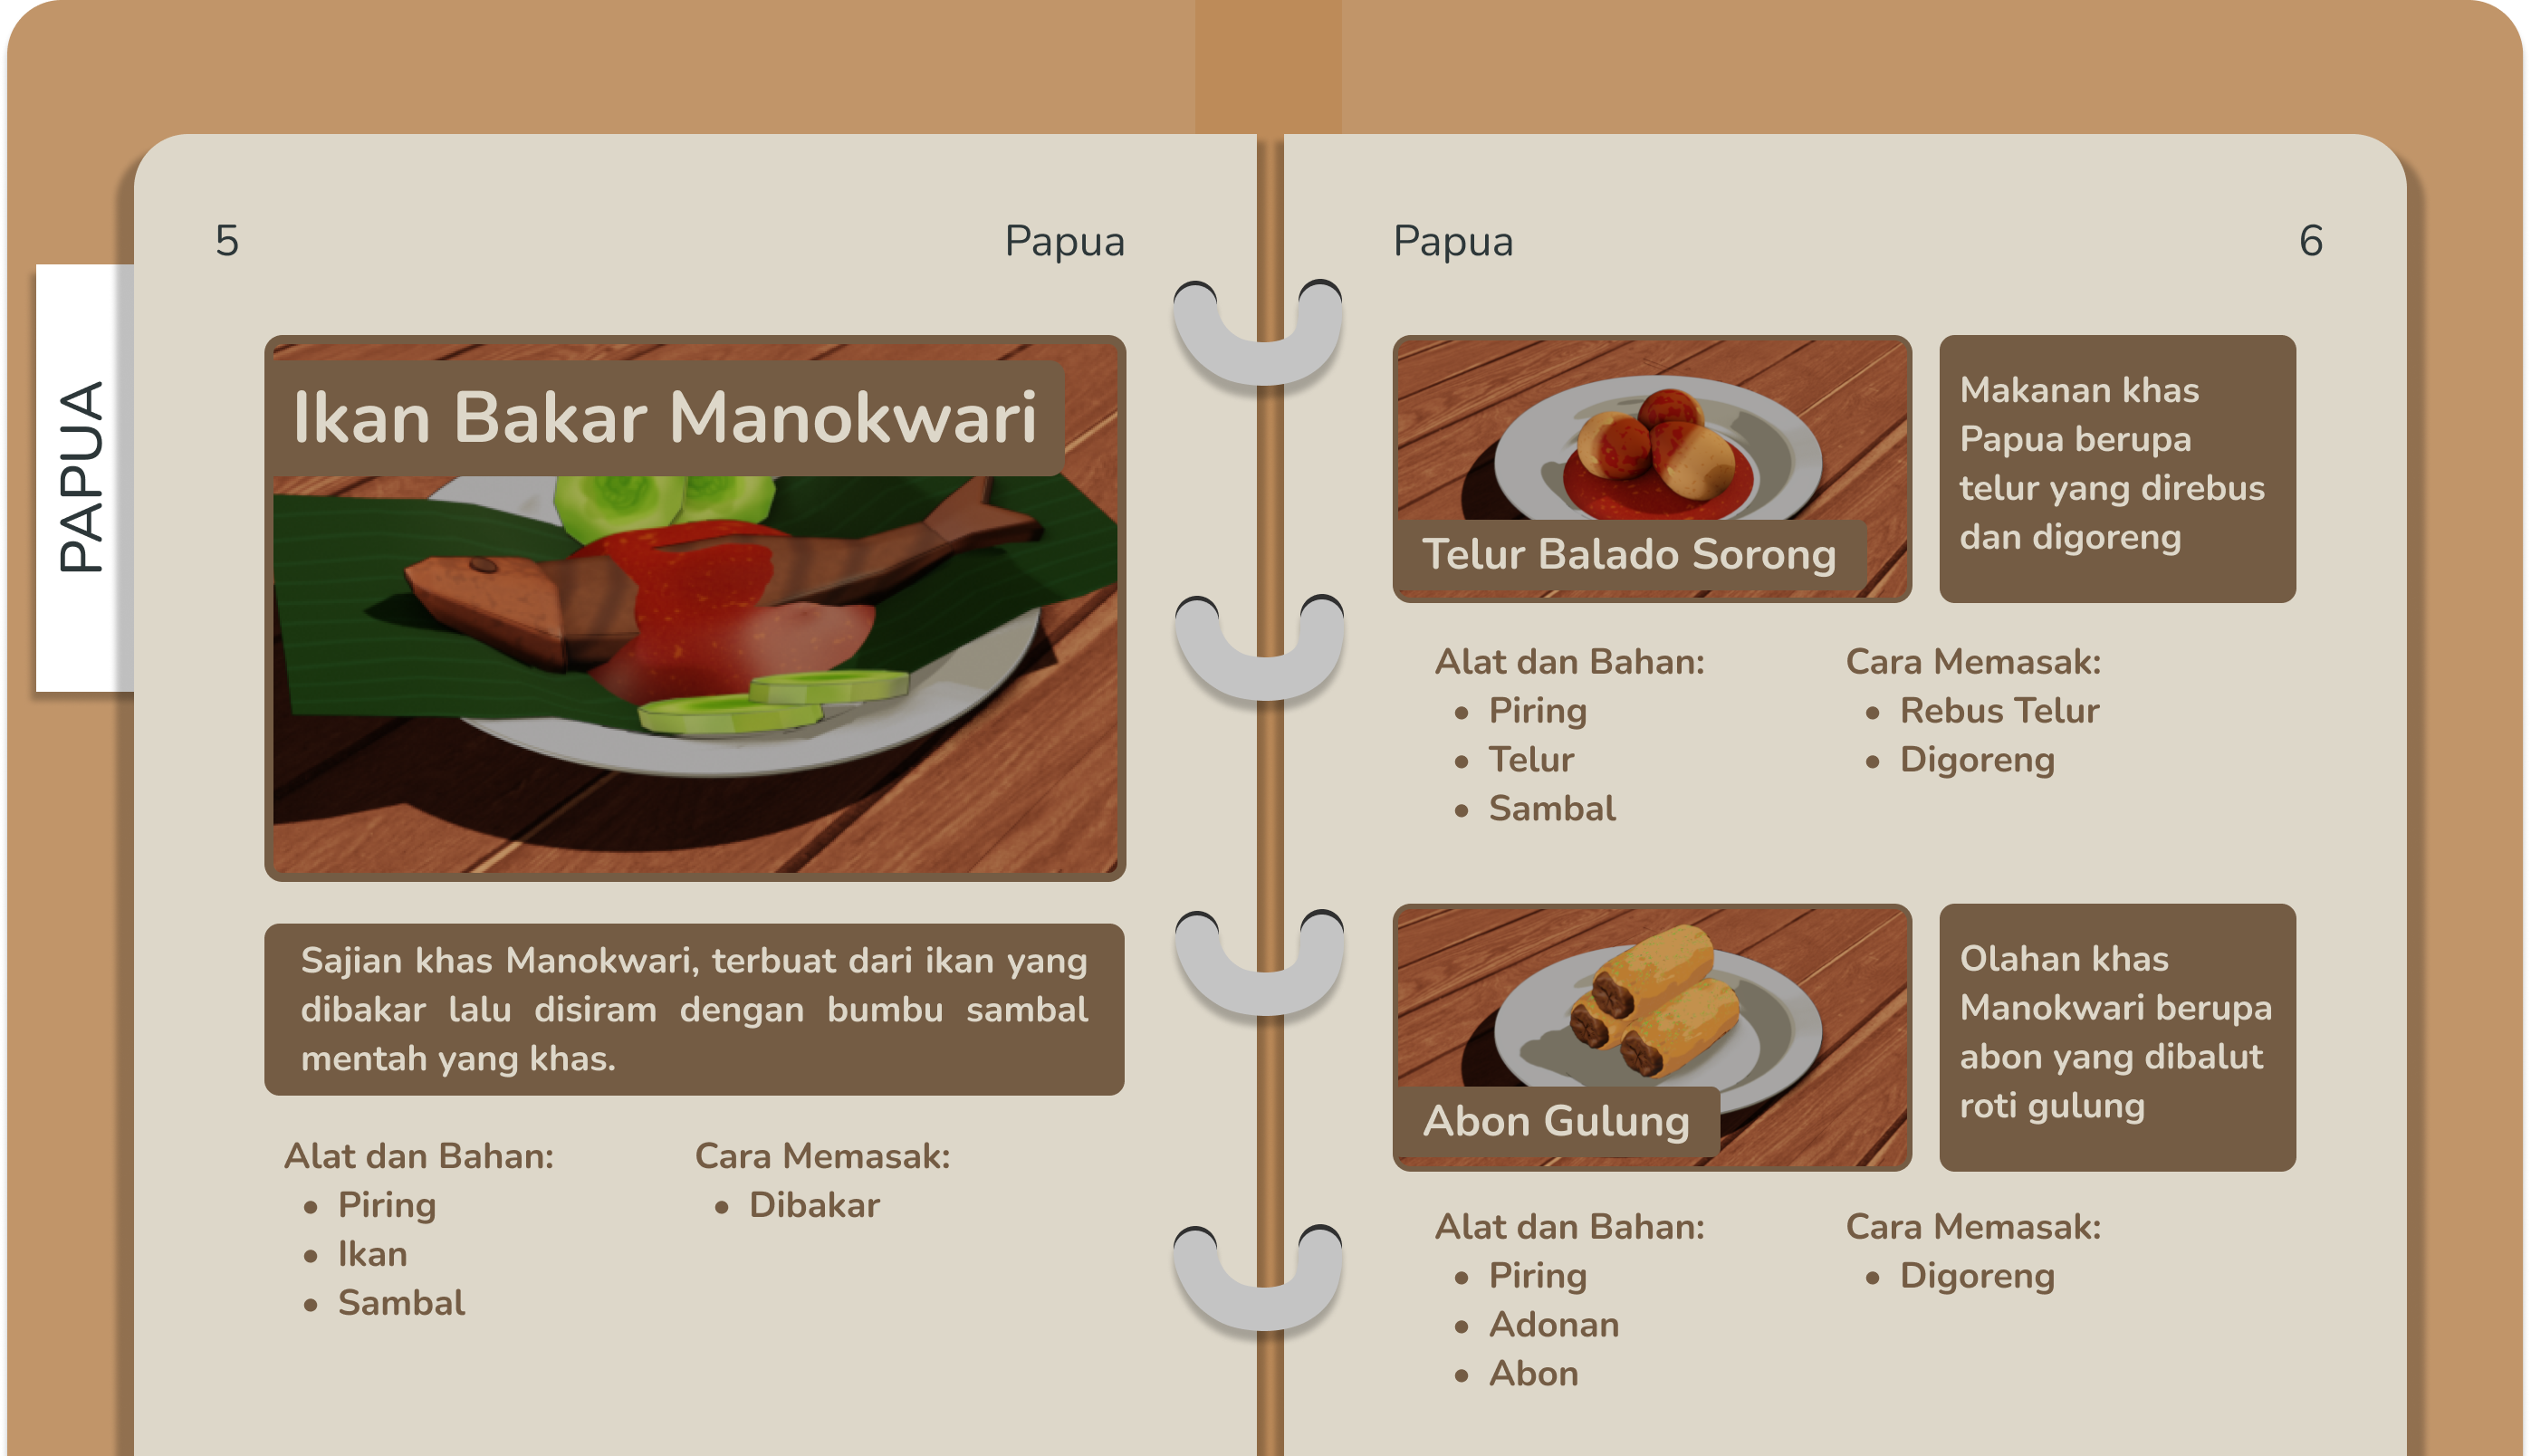 PAPUA
5
Papua
Ikan Bakar Manokwari
Sajian khas Manokwari, terbuat dari ikan yang
dibakar lalu disiram dengan bumbu sambal
mentah yang khas.
Alat dan Bahan:
• Piring
• Ikan
• Sambal
Cara Memasak:
• Dibakar
Papua
6
Telur Balado Sorong
Makanan khas
Papua berupa
telur yang direbus
dan digoreng
Alat dan Bahan:
• Piring
• Telur
• Sambal
Cara Memasak:
• Rebus Telur
• Digoreng
Abon Gulung
Olahan khas
Manokwari berupa
abon yang dibalut
roti gulung
Alat dan Bahan:
• Piring
• Adonan
• Abon
Cara Memasak:
• Digoreng